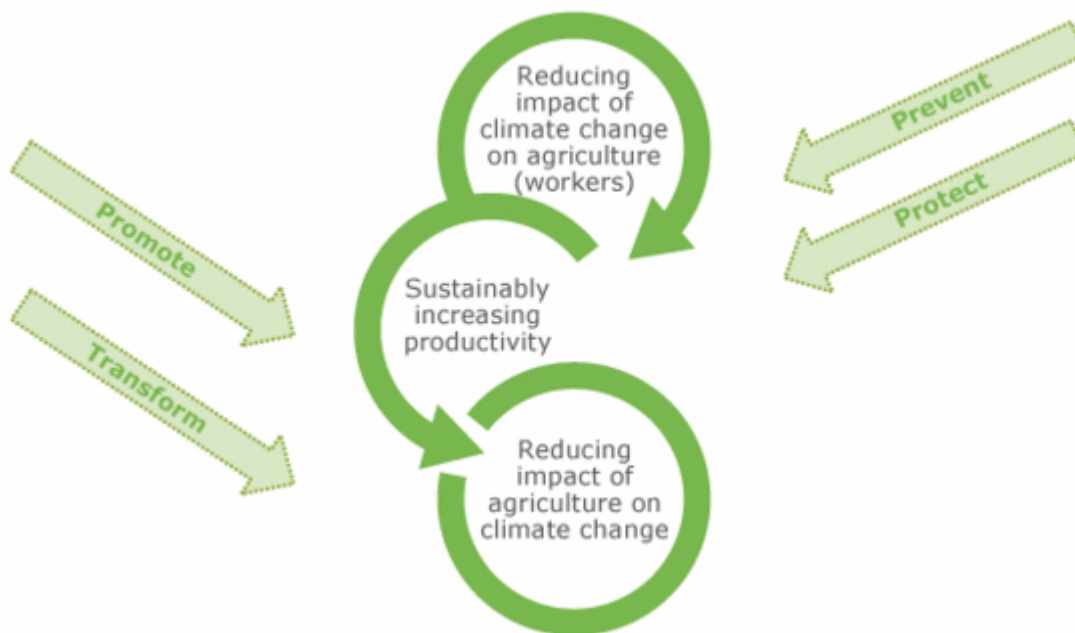 Reducing
impact of
climate change
on agriculture
(workers)
Prevent
Protect
Promote
Sustainably
increasing
productivity
Transform
Reducing
impact of
agriculture on
climate change